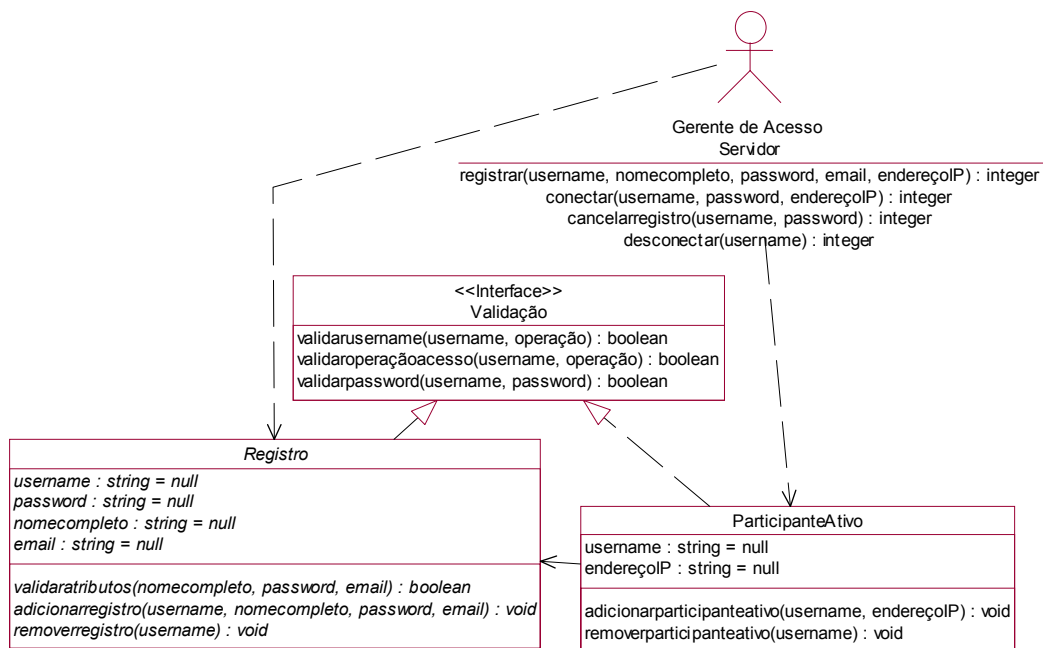 Gerente de Acesso
Servidor
registrar(username, nomecompleto, password, email, endereçoIP) : integer
conectar(username, password, endereçoIP) : integer
cancelarregistro(username, password) : integer
desconectar(username) : integer
<<Interface>>
Validação
validarusername(username, operação) : boolean
validaroperaçãoacesso(username, operação) : boolean
validarpassword(username, password) : boolean
Registro
username : string = null
password : string = null
nomecompleto : string = null
email : string = null
validaratributos(nomecompleto, password, email) : boolean
adicionarregistro(username, nomecompleto, password, email) : void
removerregistro(username) : void
ParticipanteAtivo
username : string = null
endereçoIP : string = null
adicionarparticipanteativo(username, endereçoIP) : void
removerparticipanteativo(username) : void